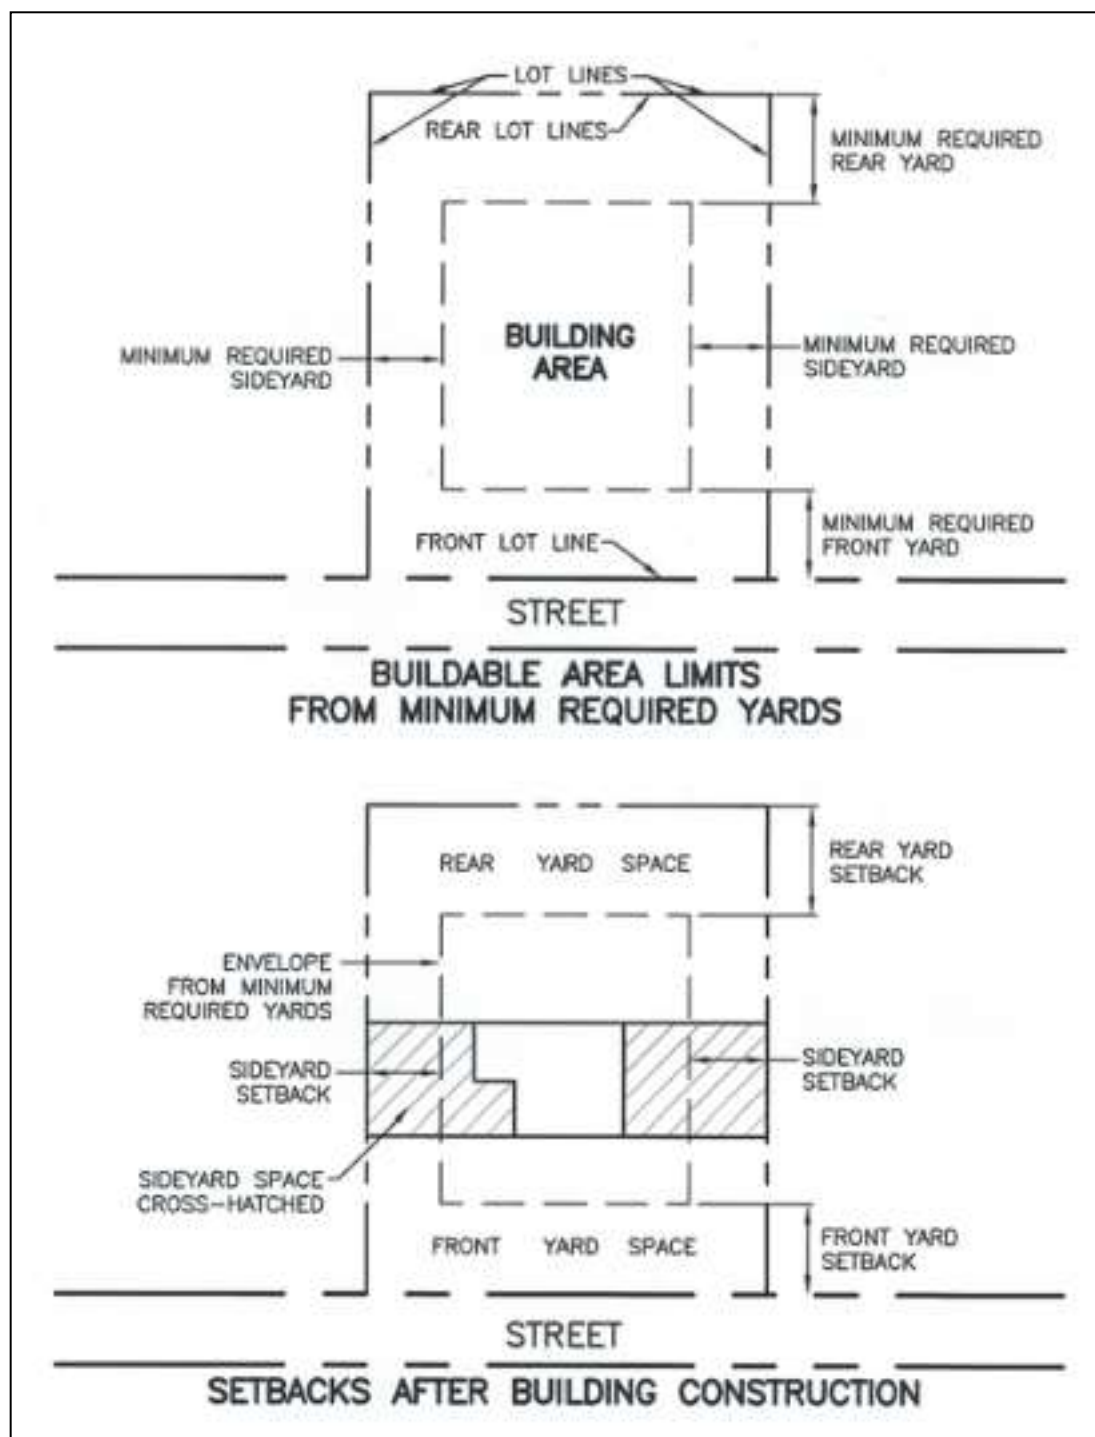 LOT LINES
REAR LOT LINES
MINIMUM REQUIRED
REAR YARD
BUILDING
AREA
MINIMUM REQUIRED
SIDEYARD
MINIMUM REQUIRED
SIDEYARD
FRONT LOT LINE
MINIMUM REQUIRED
FRONT YARD
STREET
BUILDABLE AREA LIMITS
FROM MINIMUM REQUIRED YARDS
REAR YARD SPACE
REAR YARD
SETBACK
ENVELOPE
FROM MINIMUM
REQUIRED YARDS
SIDEYARD
SETBACK
SIDEYARD
SETBACK
SIDEYARD SPACE
CROSS-HATCHED
FRONT YARD SPACE
FRONT YARD
SETBACK
STREET
SETBACKS AFTER BUILDING CONSTRUCTION